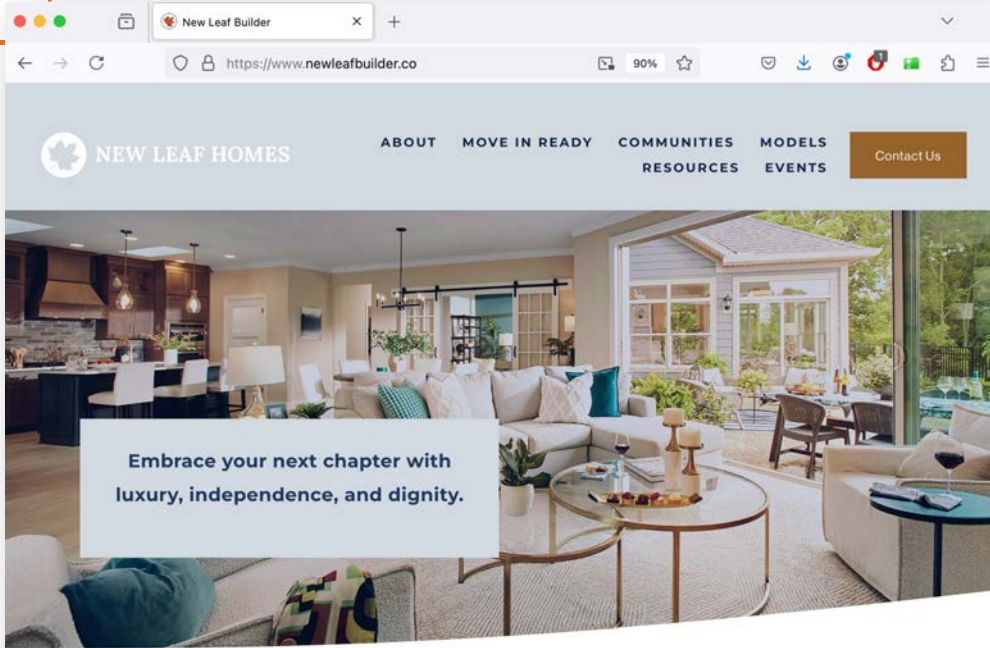 New Leaf Builder
https://www.newleafbuilder.co
90%
1
NEW LEAF HOMES
ABOUT MOVE IN READY COMMUNITIES MODELS
RESOURCES EVENTS
Contact Us
Embrace your next chapter with
luxury, independence, and dignity.